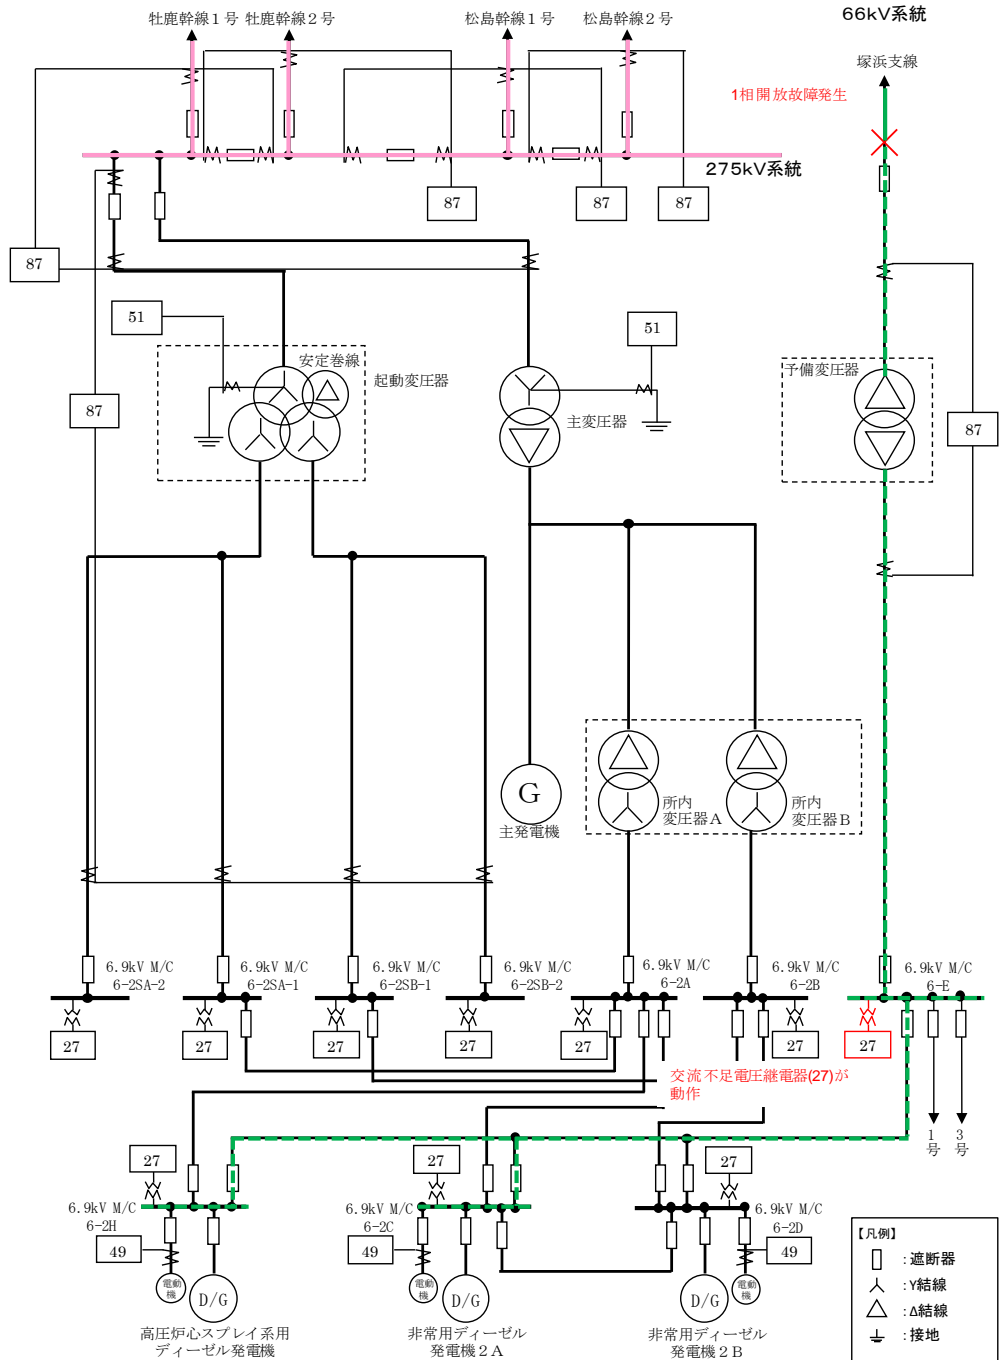 牡鹿幹線1号
牡鹿幹線2号
松島幹線1号
松島幹線2号
66kV系統
塚浜支線
1相開放故障発生
275kV系統
87
87
87
87
51
51
安定巻線
起動変圧器
主変圧器
予備変圧器
87
87
G
主発電機
所内
変圧器A
所内
変圧器B
6.9kV M/C
6-2SA-2
6.9kV M/C
6-2SA-1
6.9kV M/C
6-2SB-1
6.9kV M/C
6-2SB-2
6.9kV M/C
6-2A
6.9kV M/C
6-2B
6.9kV M/C
6-E
27
27
27
27
27
27
27
交流不足電圧継電器(27)が
動作
1号
3号
27
27
27
6.9kV M/C
6-2H
6.9kV M/C
6-2C
6.9kV M/C
6-2D
49
49
49
電動
機
D/G
電動
機
D/G
D/G
電動
機
高圧炉心スプレイ系用
ディーゼル発電機
非常用ディーゼル
発電機2A
非常用ディーゼル
発電機2B
【凡例】
:遮断器
:Y結線
:Δ結線
:接地